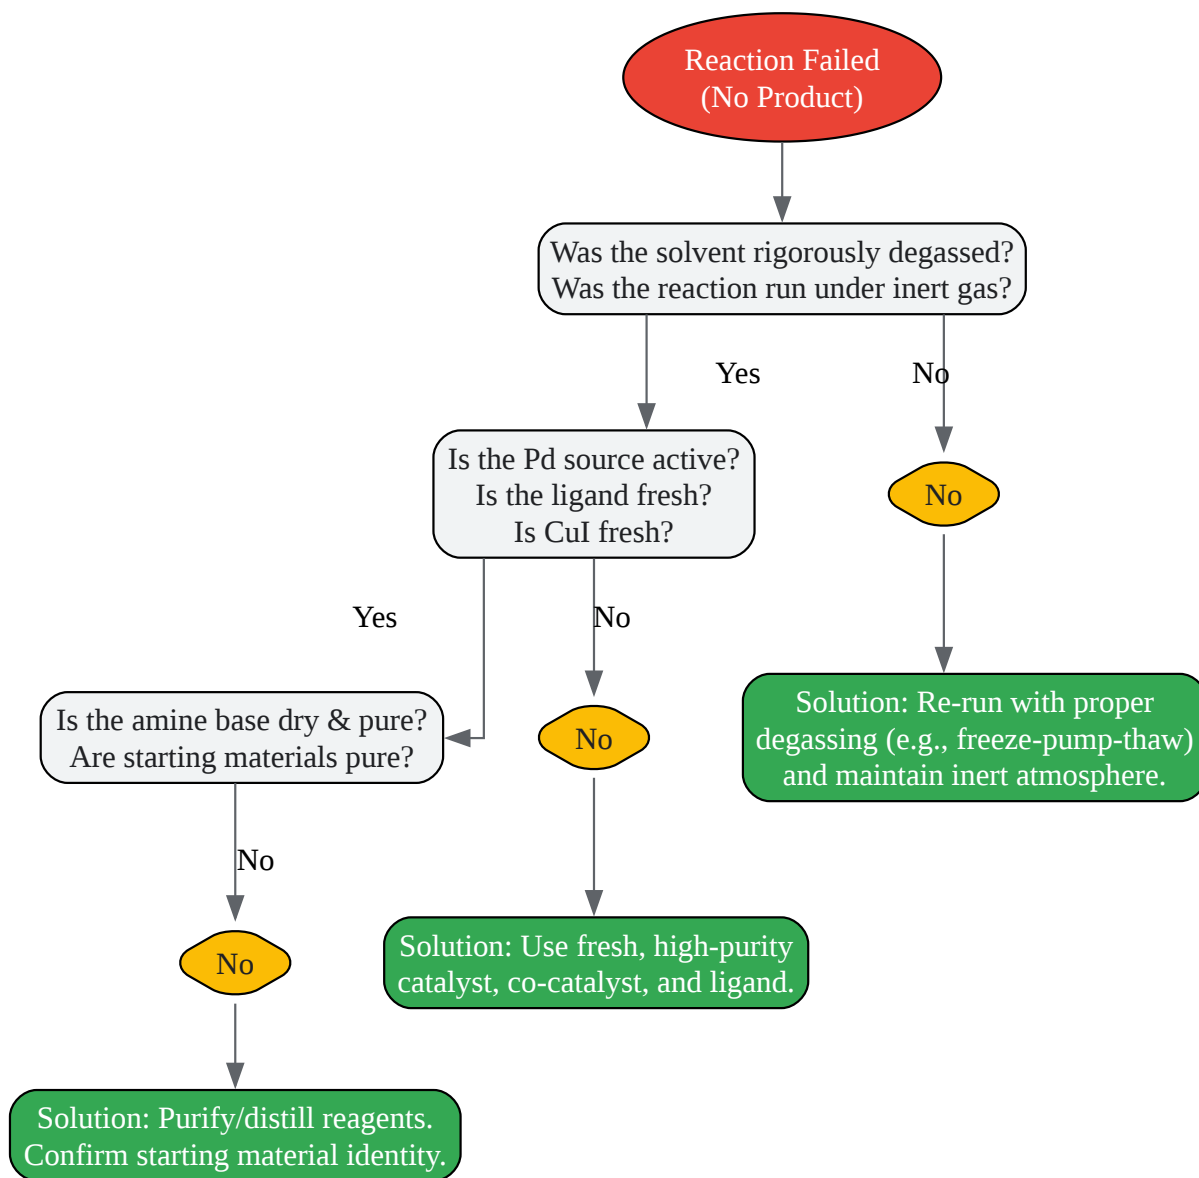 Reaction Failed
(No Product)
Was the solvent rigorously degassed?
Was the reaction run under inert gas?
Yes
No
Is the Pd source active?
Is the ligand fresh?
Is CuI fresh?
No
Yes
No
Solution: Re-run with proper
degassing (e.g., freeze-pump-thaw)
and maintain inert atmosphere.
Is the amine base dry & pure?
Are starting materials pure?
No
No
Solution: Use fresh, high-purity
catalyst, co-catalyst, and ligand.
No
Solution: Purify/distill reagents.
Confirm starting material identity.